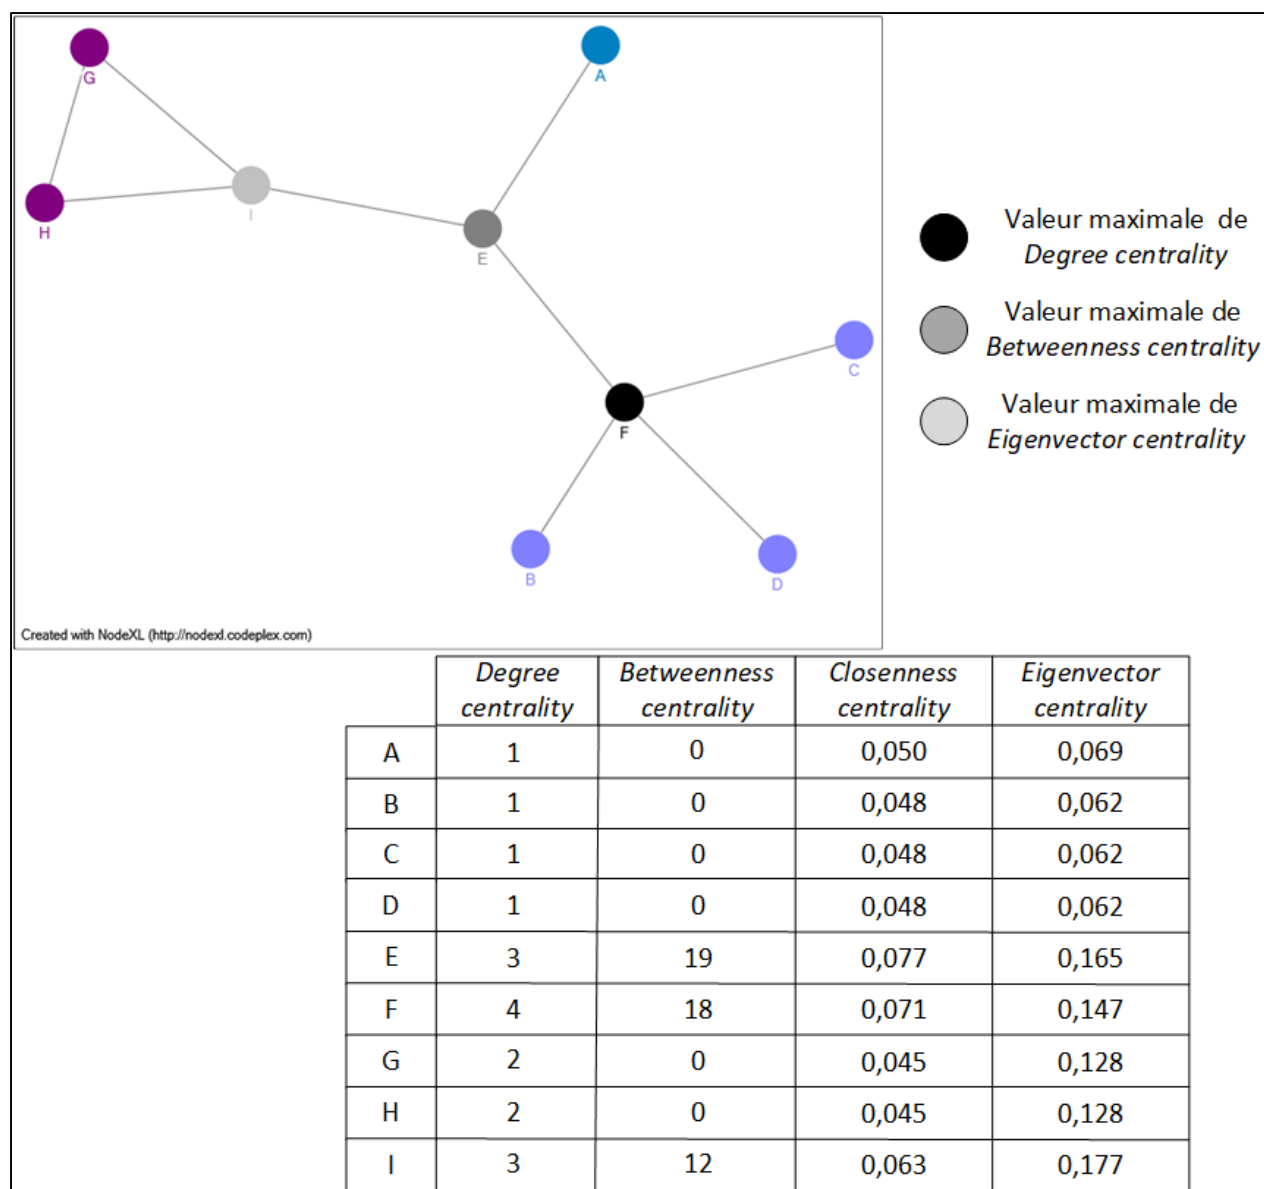 G
A
H
I
E
C
F
B
D
Created with NodeXL (http://nodexl.codeplex.com)
Valeur maximale de
Degree centrality
Valeur maximale de
Betweenness centrality
Valeur maximale de
Eigenvector centrality
Degree centrality Betweenness centrality Closenness centrality Eigenvector centrality
A 1 0 0,050 0,069
B 1 0 0,048 0,062
C 1 0 0,048 0,062
D 1 0 0,048 0,062
E 3 19 0,077 0,165
F 4 18 0,071 0,147
G 2 0 0,045 0,128
H 2 0 0,045 0,128
I 3 12 0,063 0,177